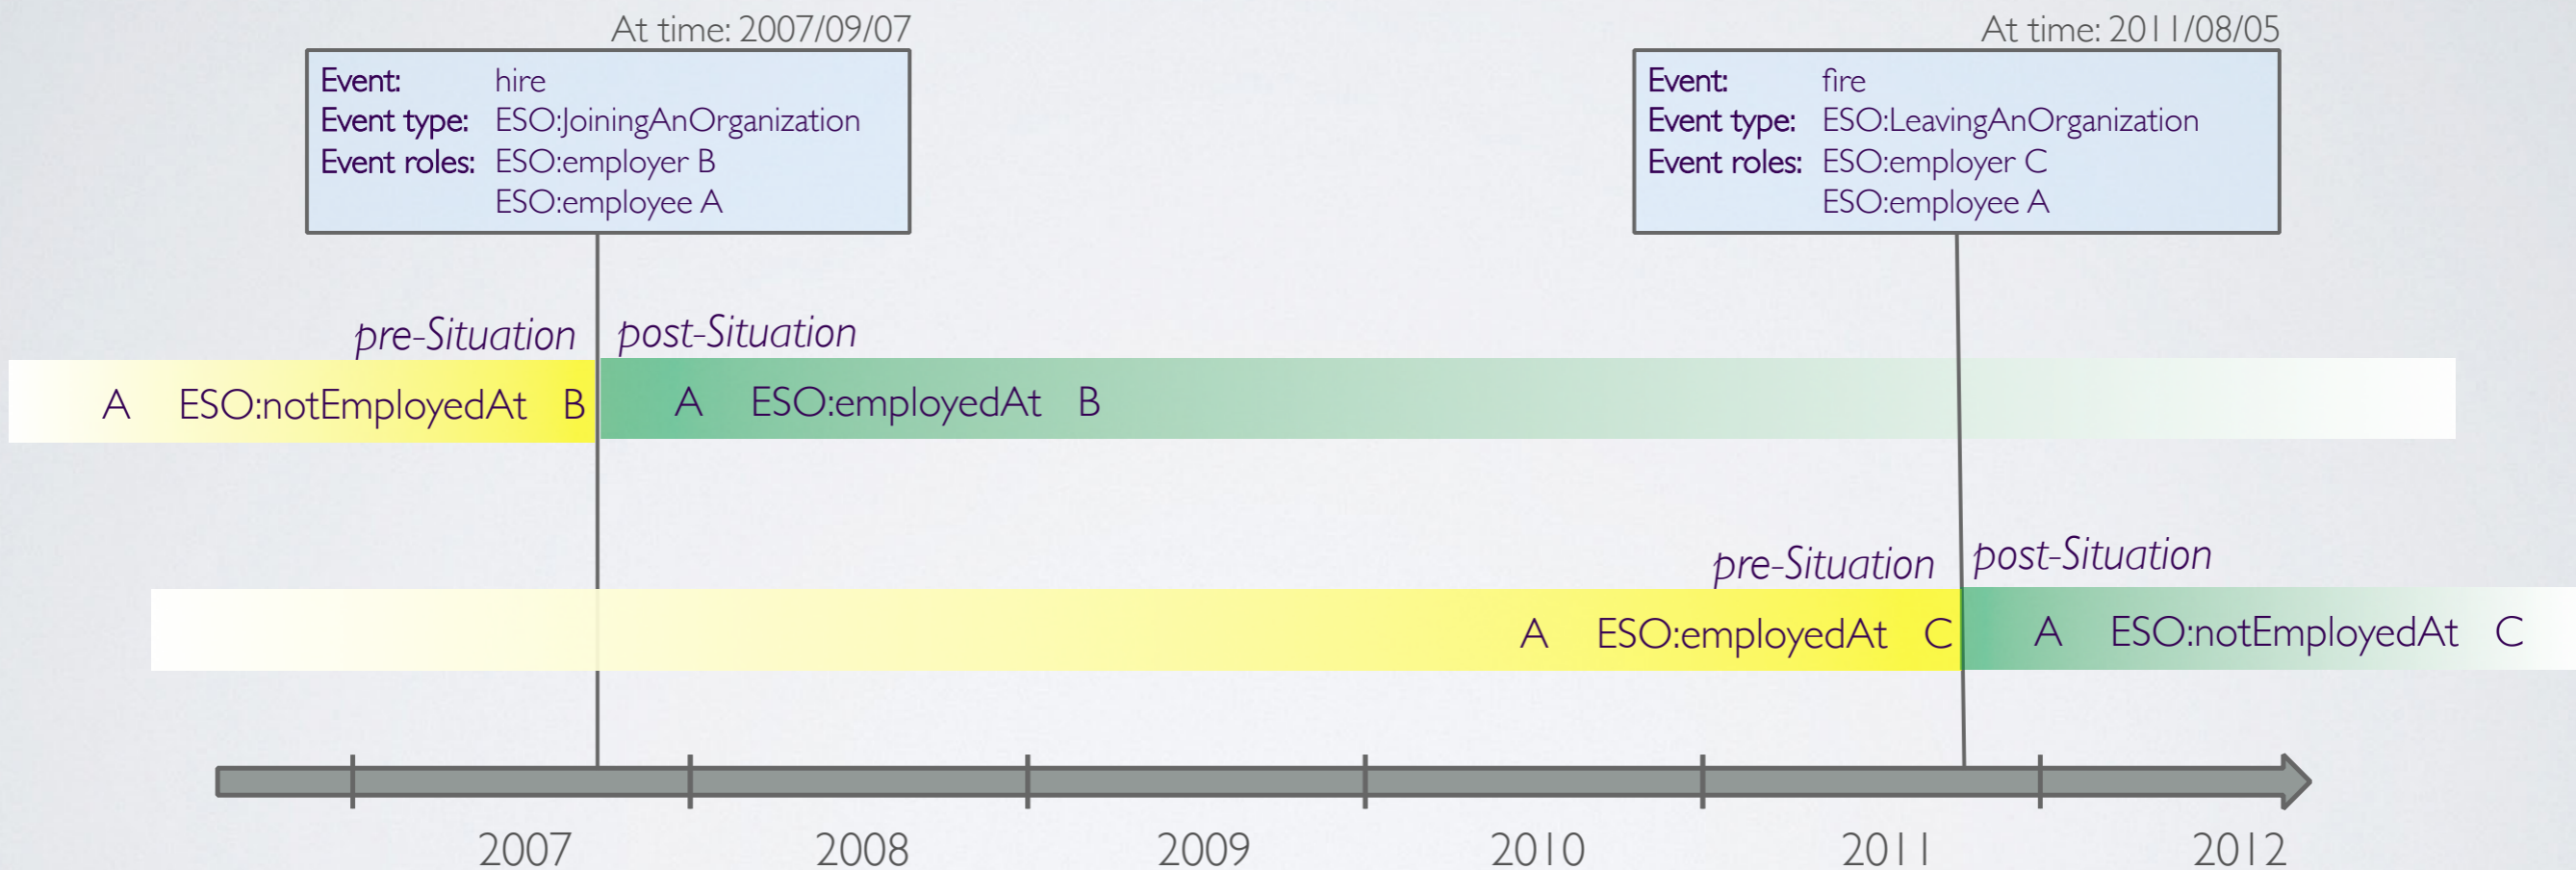 At time: 2007/09/07
Event: hire
Event type: ESO:JoiningAnOrganization
Event roles: ESO:employer B
ESO:employee A
At time: 2011/08/05
Event: fire
Event type: ESO:LeavingAnOrganization
Event roles: ESO:employer C
ESO:employee A
pre-Situation post-Situation
A ESO:notEmployedAt B A ESO:employedAt B
pre-Situation post-Situation
A ESO:employedAt C A ESO:notEmployedAt C
2007 2008 2009 2010 2011 2012